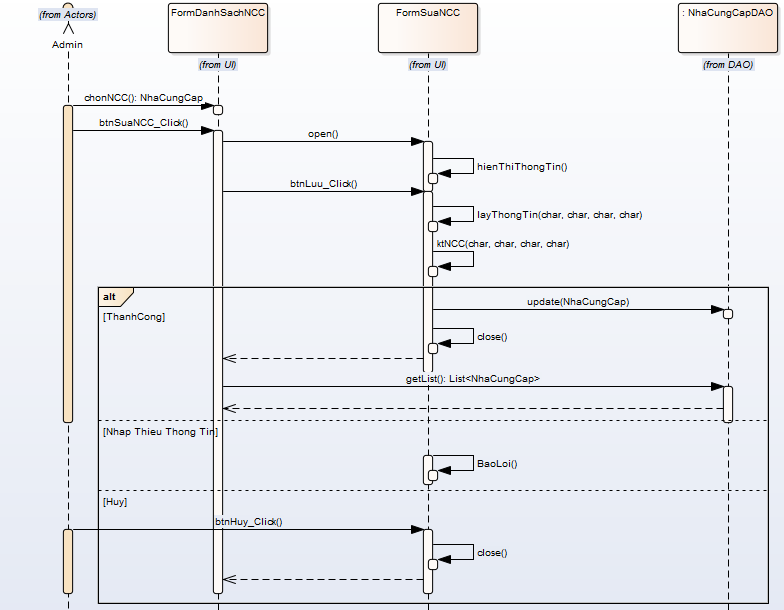 (from Actors)
Admin
FormDanhSachNCC
(from UI)
FormSuaNCC
(from UI)
: NhaCungCapDAO
(from DAO)
chonNCC(): NhaCungCap
btnSuaNCC_Click()
open()
hienThiThongTin()
btnLuu_Click()
layThongTin(char, char, char, char)
ktNCC(char, char, char, char)
alt
[ThanhCong]
update(NhaCungCap)
close()
getList(): List<NhaCungCap>
[Nhap Thieu Thong Tin]
BaoLoi()
[Huy]
btnHuy_Click()
close()